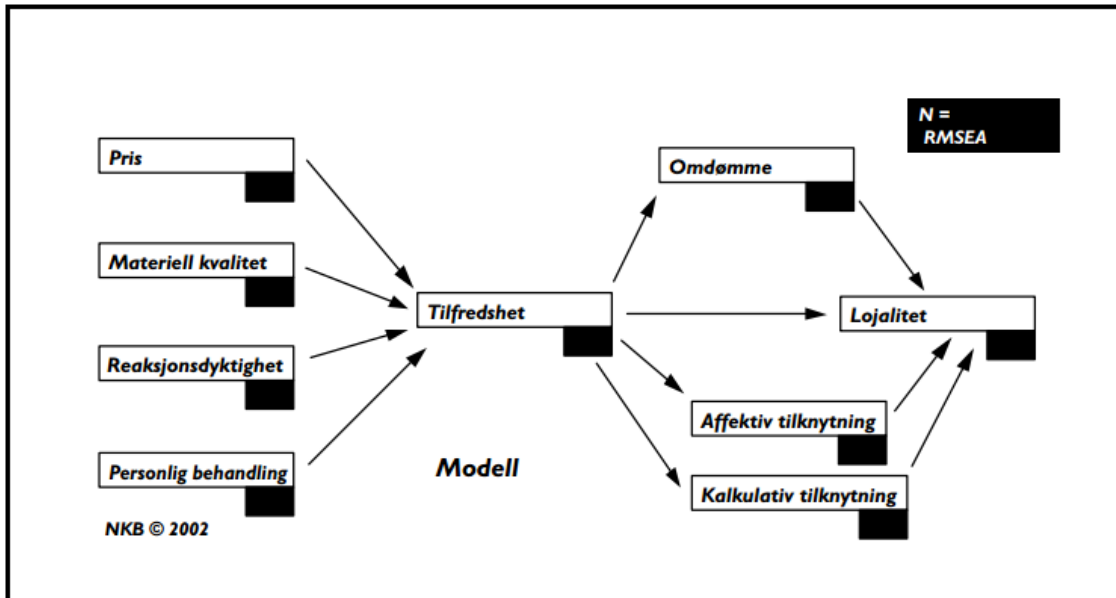 N =
RMSEA
Pris
Omdømme
Materiell kvalitet
Tilfredshet
Lojalitet
Reaksjonsdyktighet
Affektiv tilknytning
Personlig behandling
Modell
Kalkulativ tilknytning
NKB © 2002